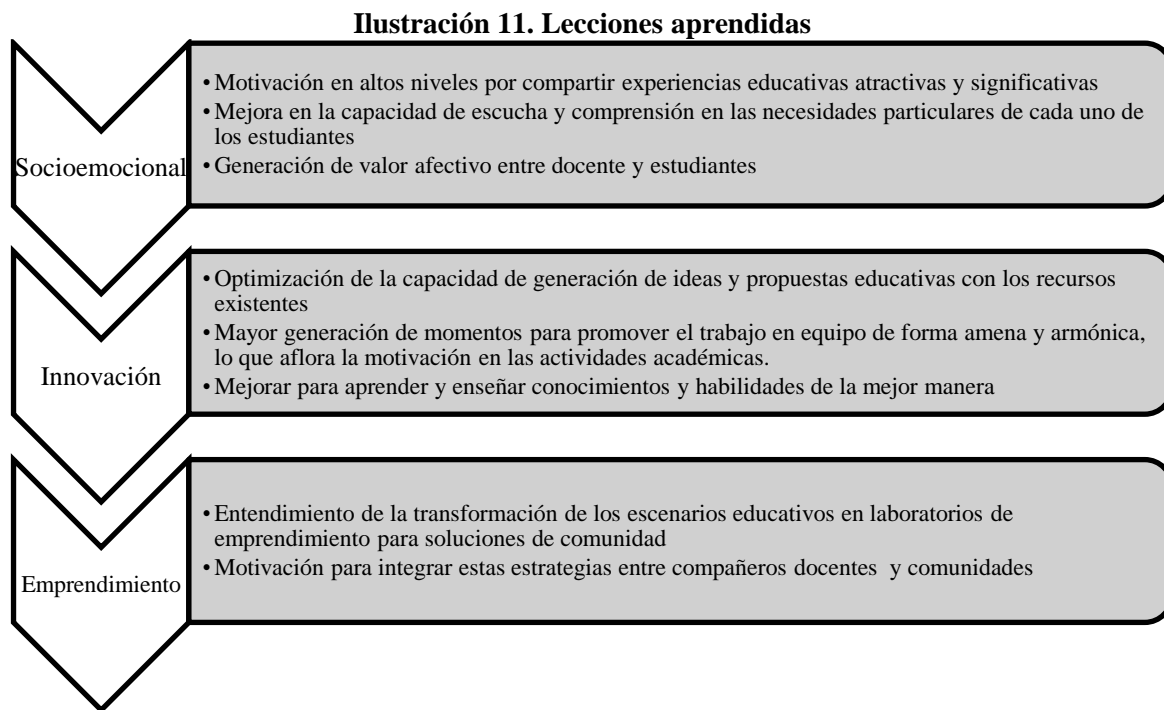 Ilustración 11. Lecciones aprendidas
Socioemocional
• Motivación en altos niveles por compartir experiencias educativas atractivas y significativas
• Mejora en la capacidad de escucha y comprensión en las necesidades particulares de cada uno de
los estudiantes
• Generación de valor afectivo entre docente y estudiantes
Innovación
• Optimización de la capacidad de generación de ideas y propuestas educativas con los recursos
existentes
• Mayor generación de momentos para promover el trabajo en equipo de forma amena y armónica,
lo que aflora la motivación en las actividades académicas.
• Mejorar para aprender y enseñar conocimientos y habilidades de la mejor manera
Emprendimiento
• Entendimiento de la transformación de los escenarios educativos en laboratorios de
emprendimiento para soluciones de comunidad
• Motivación para integrar estas estrategias entre compañeros docentes  y comunidades